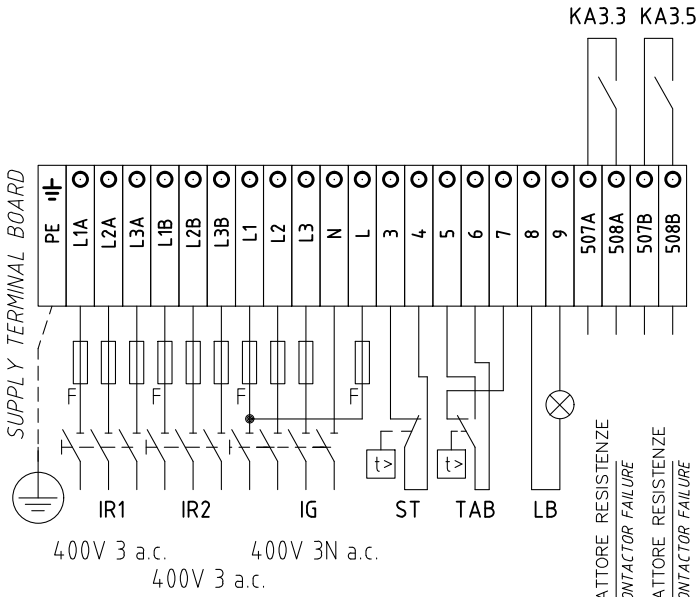 KA3.3 KA3.5
SUPPLY TERMINAL BOARD
PE L1A L2A L3A L1B L2B L3B L1 L2 L3 N L 3 4 5 6 7 8 9 507A 508A 507B 508B
F F F F
t> t>
IR1 IR2 IG ST TAB LB
400V 3 a.c. 400V 3N a.c.
400V 3 a.c.
ATTORE RESISTENZE
ONTACTOR FAILURE
ATTORE RESISTENZE
ONTACTOR FAILURE